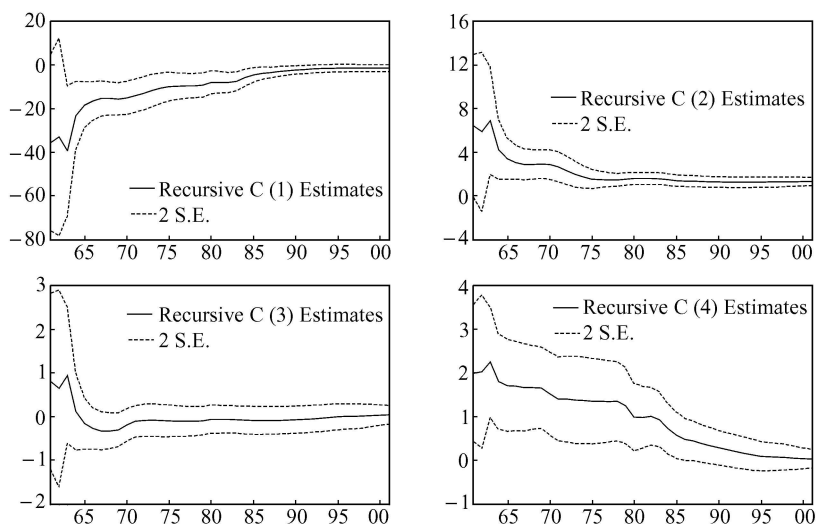 20
0
−20
−40
−60
−80
Recursive C (1) Estimates
2 S.E.
65 70 75 80 85 90 95 00
16
12
8
4
0
−4
Recursive C (2) Estimates
2 S.E.
65 70 75 80 85 90 95 00
3
2
1
0
−1
−2
Recursive C (3) Estimates
2 S.E.
65 70 75 80 85 90 95 00
4
3
2
1
0
−1
Recursive C (4) Estimates
2 S.E.
65 70 75 80 85 90 95 00